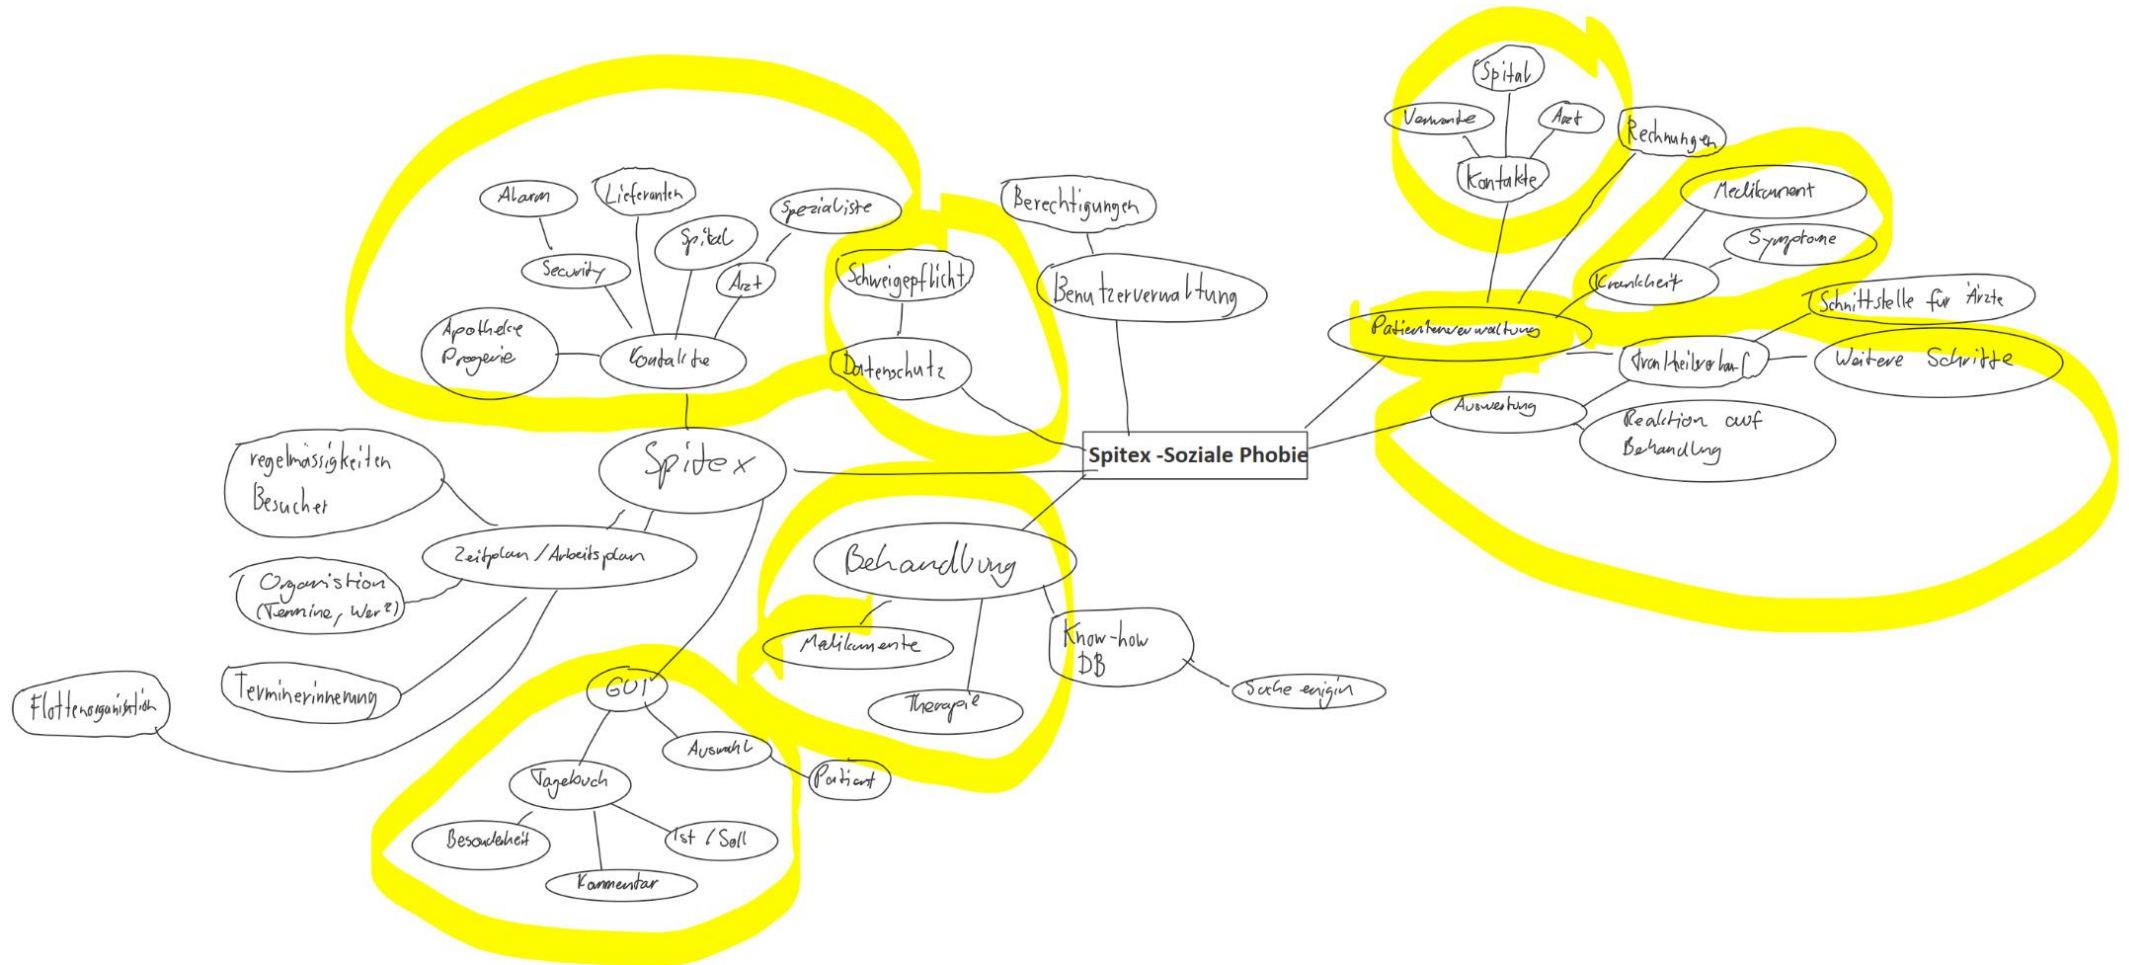 Spital
Verwante
Arzt
Rechnungen
Kontakte
Alarm
Lieferanten
Spezialiste
Berechtigungen
Medikament
Spital
Symptome
Security
Arzt
Schweigepflicht
Benutzerverwaltung
Krankheit
Schnittstelle für Ärzte
Apotheke
Drogerie
Kontakte
Datenschutz
Patientenverwaltung
Krankheitsverlauf
Weitere Schritte
Auswertung
Reaktion auf
Behandlung
Spitex -Soziale Phobie
Spitex
regelmässigkeiten
Besucher
Zeitplan / Arbeitsplan
Behandlung
Organistion
(Termine, Wer?)
Medikamente
Know-how
DB
Suche
Terminerinnerung
GUI
Flottenorganisation
Therapie
Auswahl
Patient
Tagebuch
Besonderheit
Ist / Soll
Kommentar